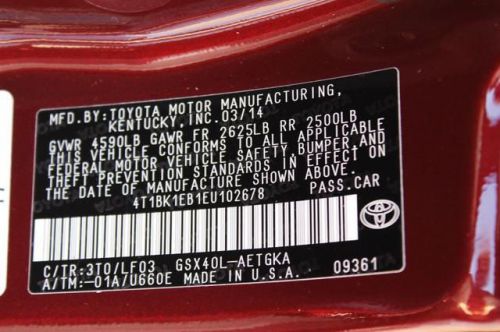 MFD.BY:TOYOTA MOTOR MANUFACTURING,
KENTUCKY, INC. 03/14
GVWR 4590LB GAWR FR 2625LB RR 2500LB
THIS VEHICLE CONFORMS TO ALL APPLICABLE
FEDERAL MOTOR VEHICLE SAFETY, BUMPER, AND
THEFT PREVENTION STANDARDS IN EFFECT ON
THE DATE OF MANUFACTURE SHOWN ABOVE.
4T1BK1EB1EU102678 PASS.CAR
TOYOTA
C/TR:3T0/LF03 GSX40L-AETGKA
A/TM:-01A/U660E MADE IN U.S.A. 09361